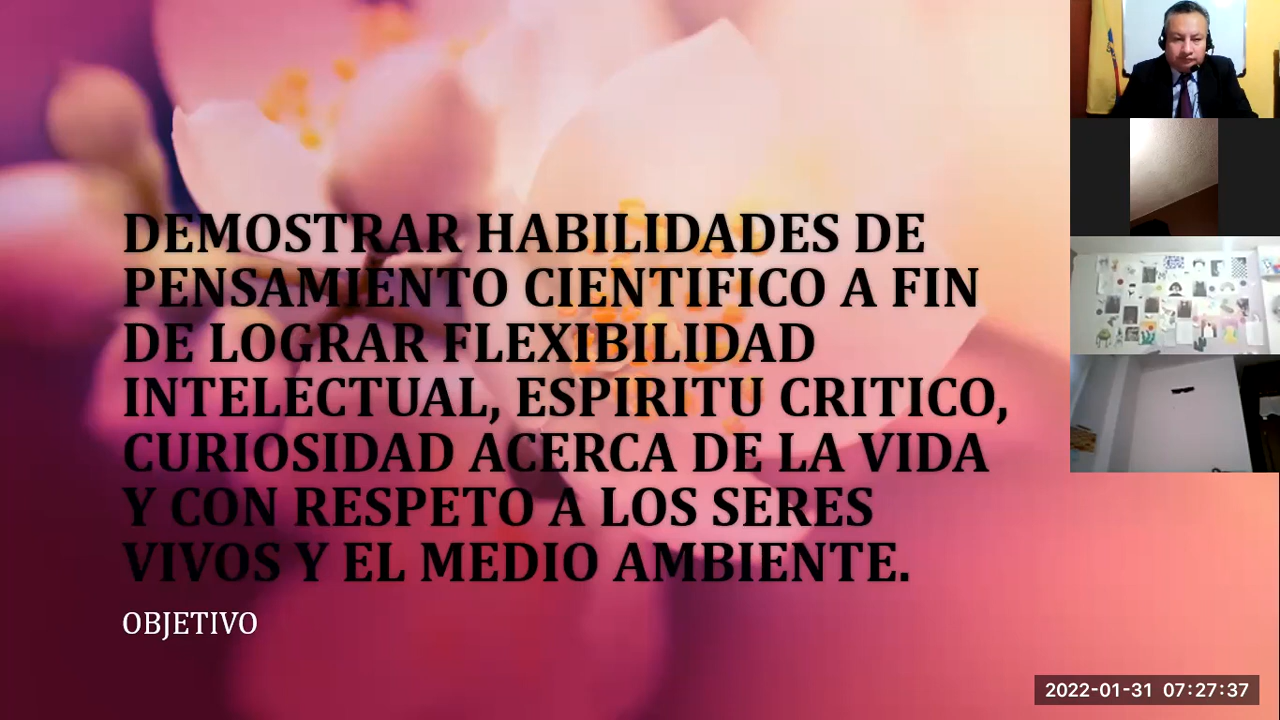 DEMOSTRAR HABILIDADES DE
PENSAMIENTO CIENTIFICO A FIN
DE LOGRAR FLEXIBILIDAD
INTELECTUAL, ESPIRITU CRITICO,
CURIOSIDAD ACERCA DE LA VIDA
Y CON RESPETO A LOS SERES
VIVOS Y EL MEDIO AMBIENTE.
OBJETIVO
2022-01-31 07:27:37